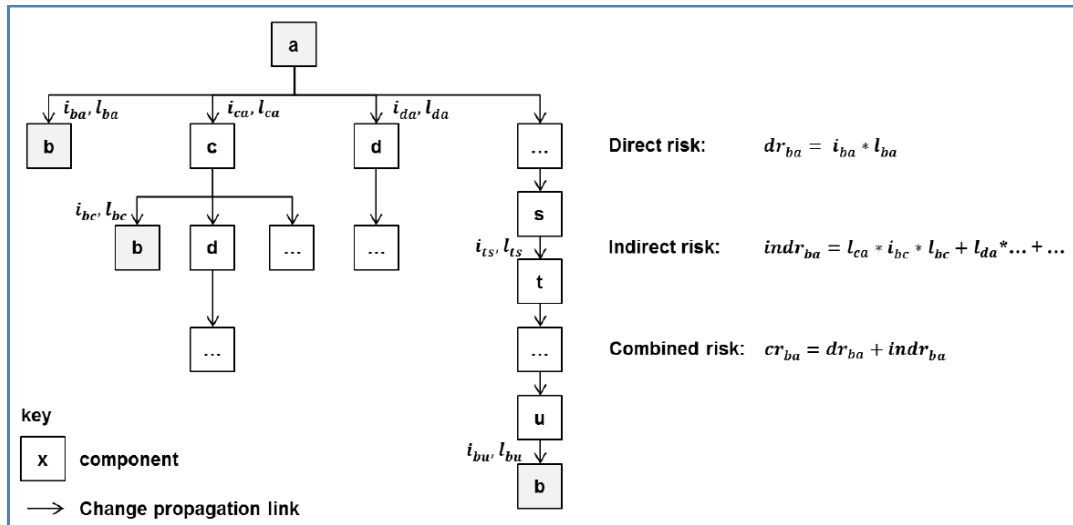 a
i_ba, l_ba
i_ca, l_ca
i_da, l_da
b
c
d
...
Direct risk: dr_ba = i_ba * l_ba
s
i_bc, l_bc
b
d
...
...
i_ts, l_ts
Indirect risk: indr_ba = l_ca * i_bc * l_bc + l_da*... + ...
t
...
...
Combined risk: cr_ba = dr_ba + indr_ba
u
key
x component
i_bu, l_bu
b
Change propagation link